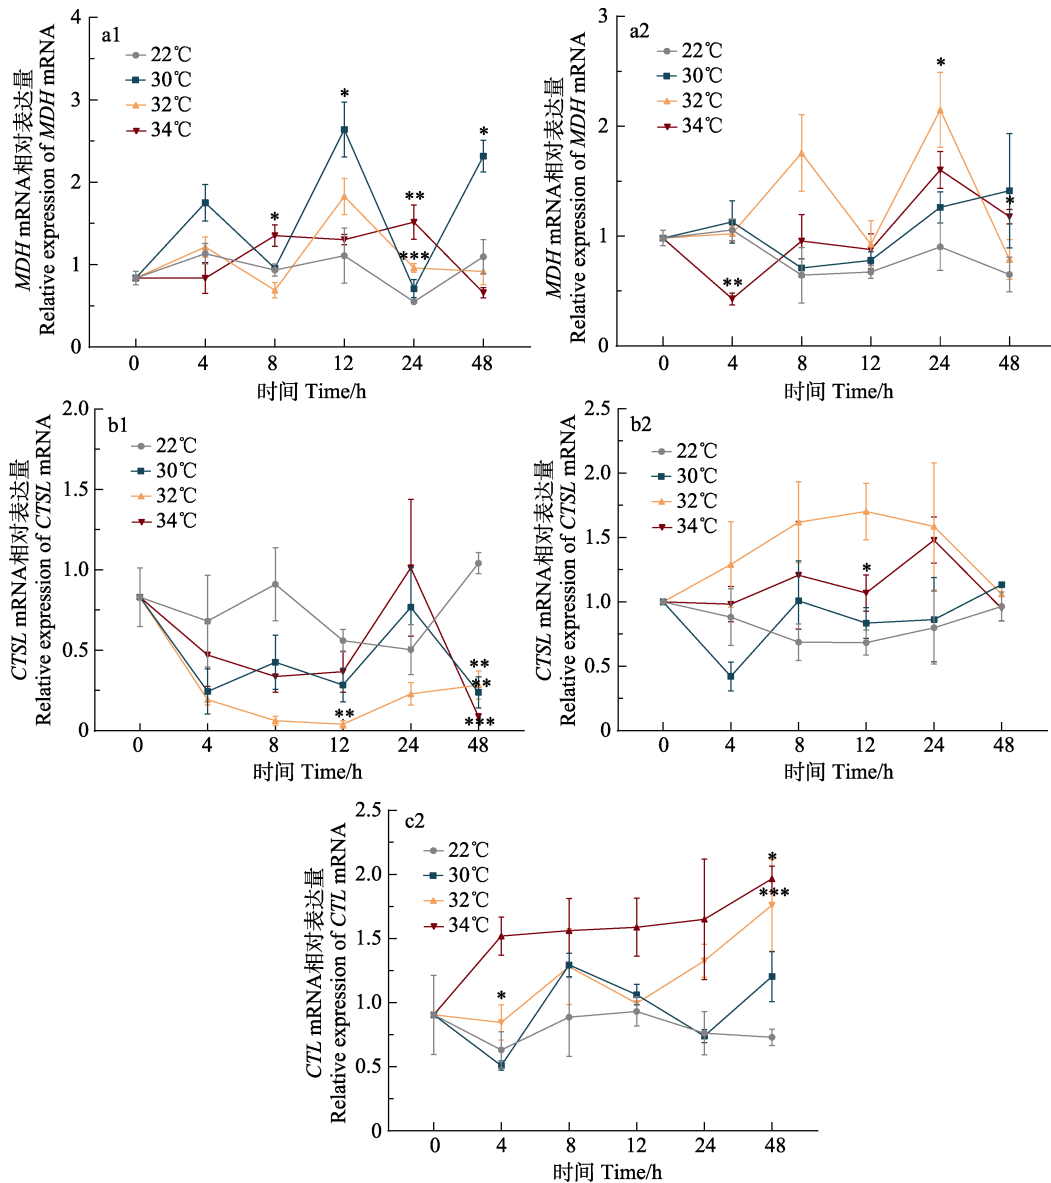 a1
22℃
30℃
32℃
34℃
MDH mRNA相对表达量
Relative expression of MDH mRNA
4
3
2
1
0
* * * ** *** 
0 4 8 12 24 48
时间 Time/h
a2
22℃
30℃
32℃
34℃
MDH mRNA相对表达量
Relative expression of MDH mRNA
3
2
1
0
** * *
0 4 8 12 24 48
时间 Time/h
b1
22℃
30℃
32℃
34℃
CTSL mRNA相对表达量
Relative expression of CTSL mRNA
2.0
1.5
1.0
0.5
0
** ** ** ***
0 4 8 12 24 48
时间 Time/h
b2
22℃
30℃
32℃
34℃
CTSL mRNA相对表达量
Relative expression of CTSL mRNA
2.5
2.0
1.5
1.0
0.5
0
*
0 4 8 12 24 48
时间 Time/h
c2
22℃
30℃
32℃
34℃
CTL mRNA相对表达量
Relative expression of CTL mRNA
2.5
2.0
1.5
1.0
0.5
0
* * ***
0 4 8 12 24 48
时间 Time/h